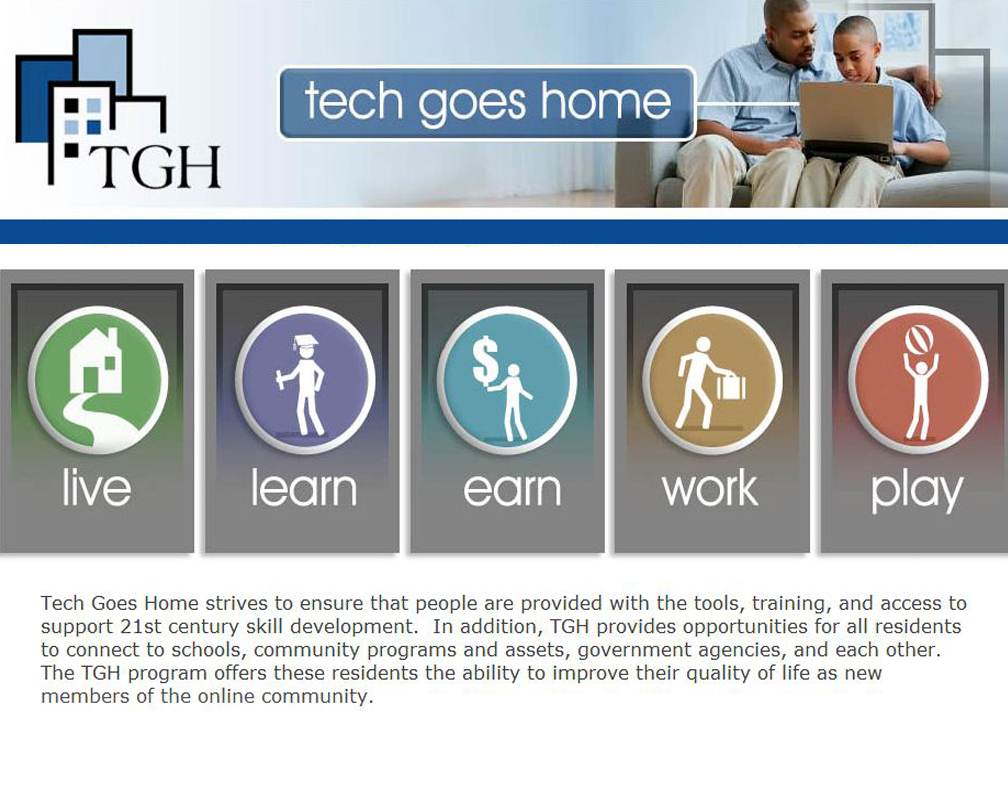 tech goes home
TGH
live
learn
earn
work
play
Tech Goes Home strives to ensure that people are provided with the tools, training, and access to
support 21st century skill development.  In addition, TGH provides opportunities for all residents
to connect to schools, community programs and assets, government agencies, and each other.
The TGH program offers these residents the ability to improve their quality of life as new
members of the online community.